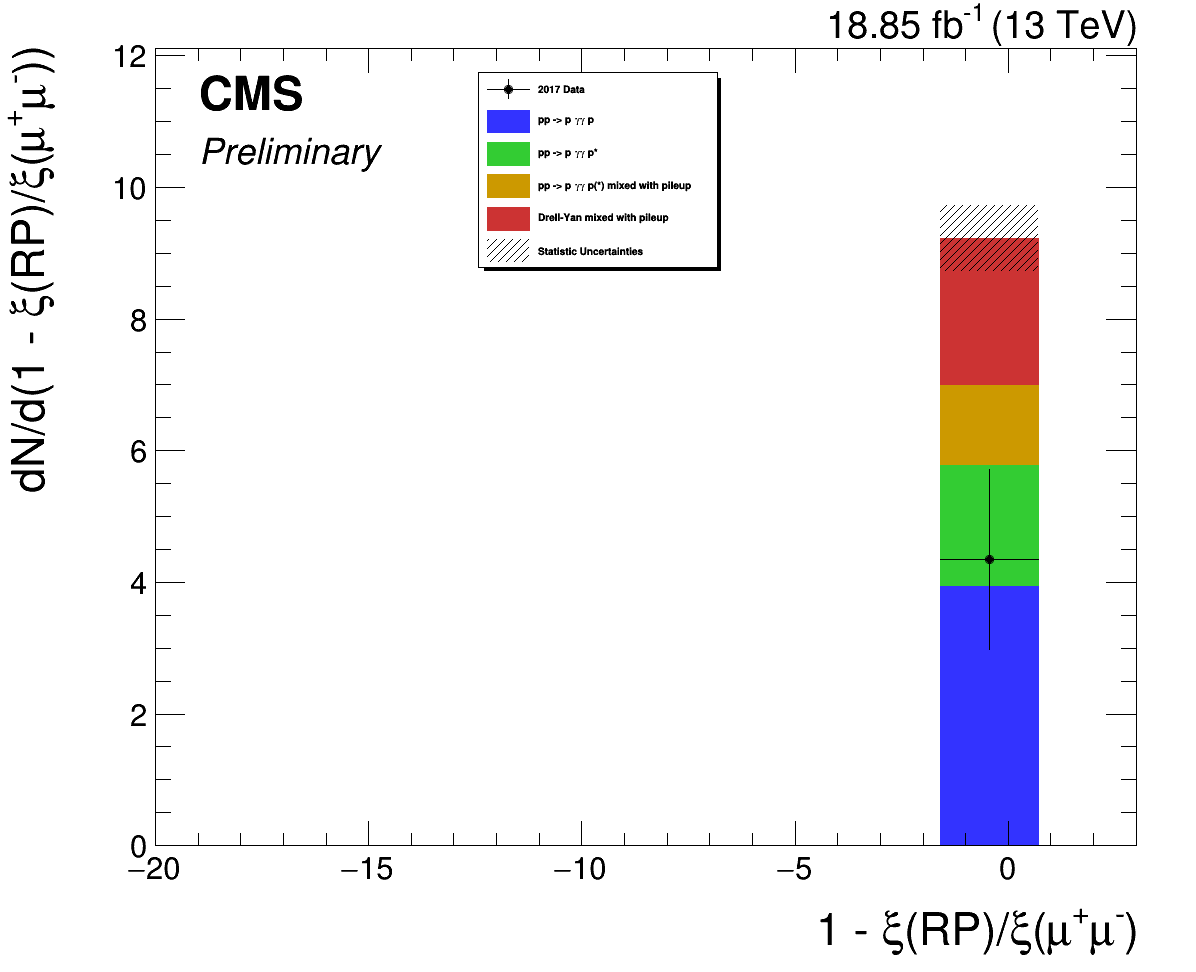 18.85 fb⁻¹ (13 TeV)
dN/d(1 - ξ(RP)/ξ(μ⁺μ⁻))
CMS
Preliminary
2017 Data
pp -> p γγ p
pp -> p γγ p*
pp -> p γγ p(*) mixed with pileup
Drell-Yan mixed with pileup
Statistic Uncertainties
12
10
8
6
4
2
0
−20 −15 −10 −5 0
1 - ξ(RP)/ξ(μ⁺μ⁻)